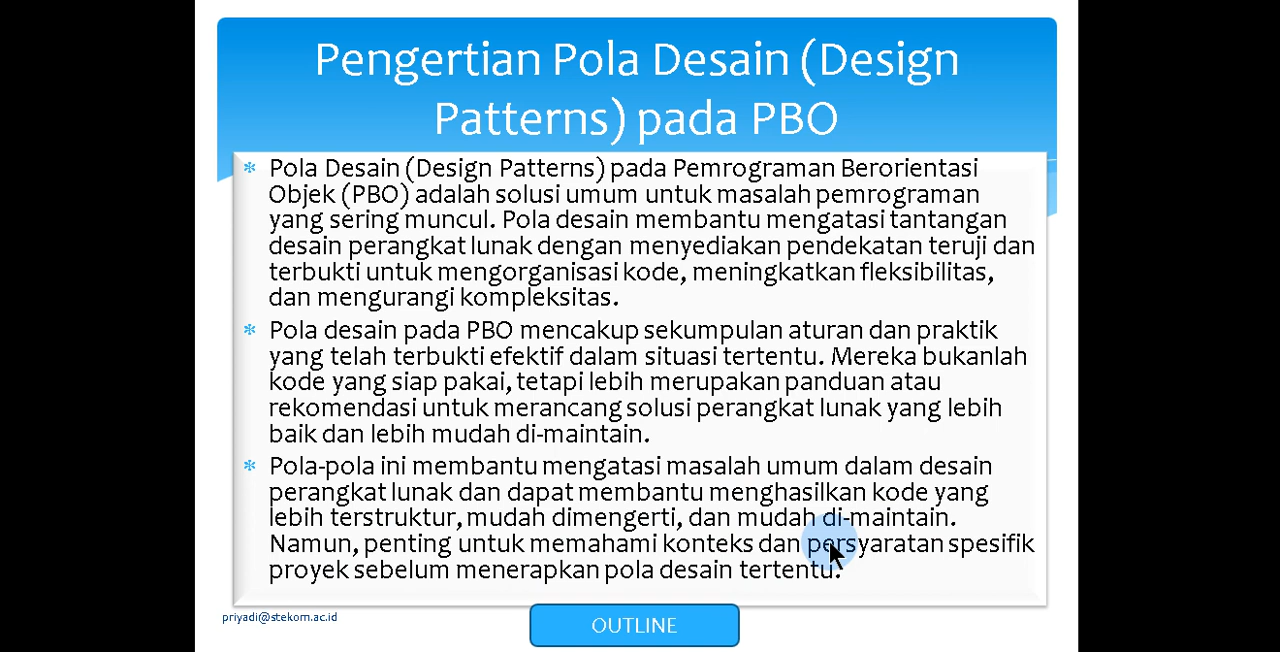 Pengertian Pola Desain (Design
Patterns) pada PBO
* Pola Desain (Design Patterns) pada Pemrograman Berorientasi
Objek (PBO) adalah solusi umum untuk masalah pemrograman
yang sering muncul. Pola desain membantu mengatasi tantangan
desain perangkat lunak dengan menyediakan pendekatan teruji dan
terbukti untuk mengorganisasi kode, meningkatkan fleksibilitas,
dan mengurangi kompleksitas.
* Pola desain pada PBO mencakup sekumpulan aturan dan praktik
yang telah terbukti efektif dalam situasi tertentu. Mereka bukanlah
kode yang siap pakai, tetapi lebih merupakan panduan atau
rekomendasi untuk merancang solusi perangkat lunak yang lebih
baik dan lebih mudah di-maintain.
* Pola-pola ini membantu mengatasi masalah umum dalam desain
perangkat lunak dan dapat membantu menghasilkan kode yang
lebih terstruktur, mudah dimengerti, dan mudah di-maintain.
Namun, penting untuk memahami konteks dan persyaratan spesifik
proyek sebelum menerapkan pola desain tertentu.
priyadi@stekom.ac.id
OUTLINE